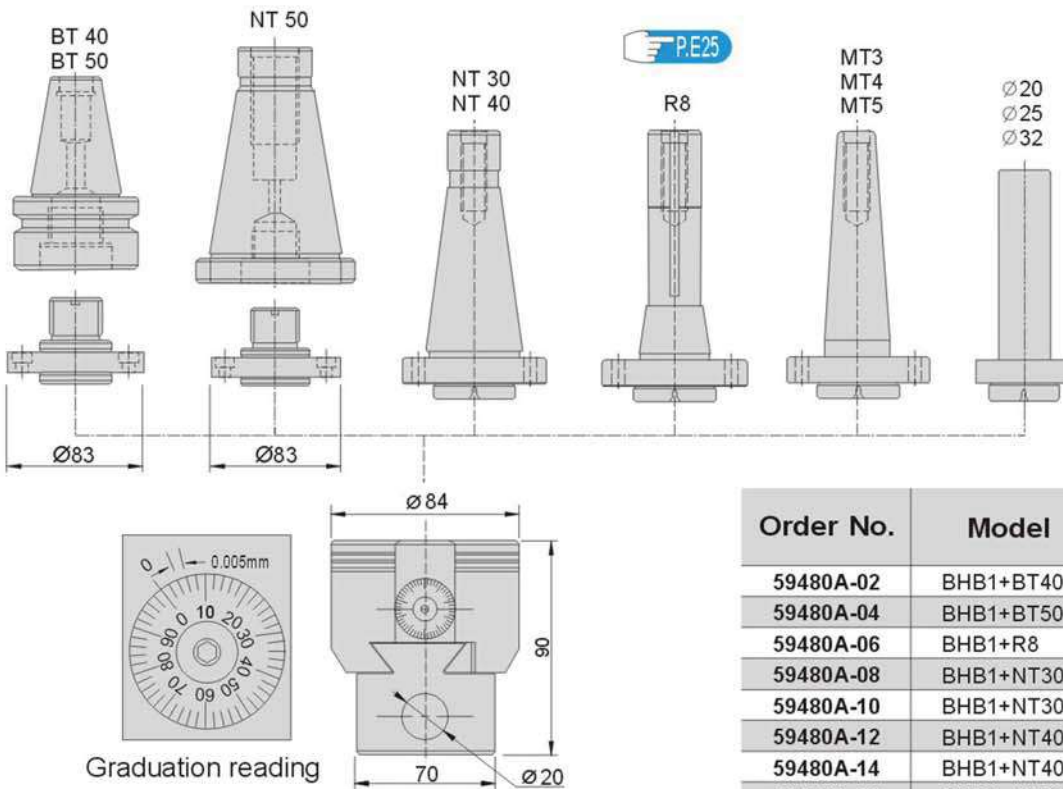 BT 40
BT 50
NT 50
NT 30
NT 40
P.E25
R8
MT3
MT4
MT5
Ø20
Ø25
Ø32
Ø83
Ø83
Ø84
90
70
Ø20
0
0.005mm
0 10 20 30 40 50 60 70 80 90
Graduation reading
Order No. Model
59480A-02 BHB1+BT40
59480A-04 BHB1+BT50
59480A-06 BHB1+R8
59480A-08 BHB1+NT30
59480A-10 BHB1+NT30
59480A-12 BHB1+NT40
59480A-14 BHB1+NT40